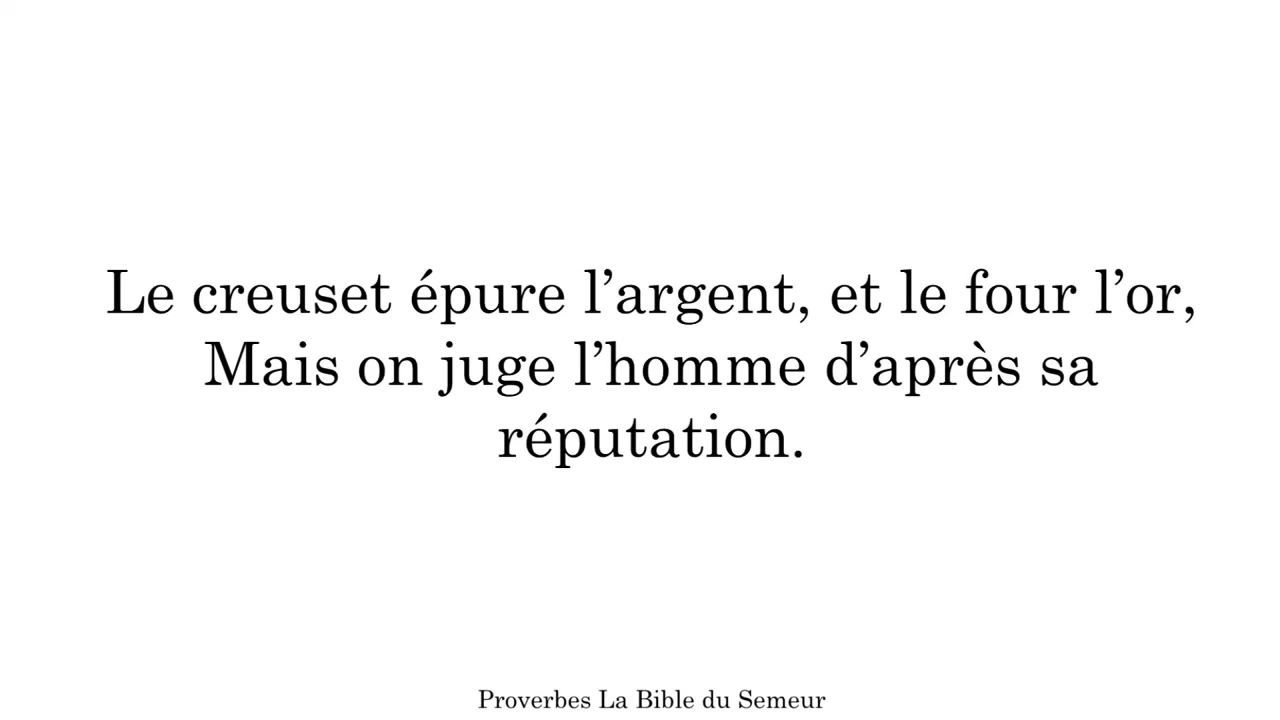 Le creuset épure l’argent, et le four l’or,
Mais on juge l’homme d’après sa
réputation.
Proverbes La Bible du Semeur